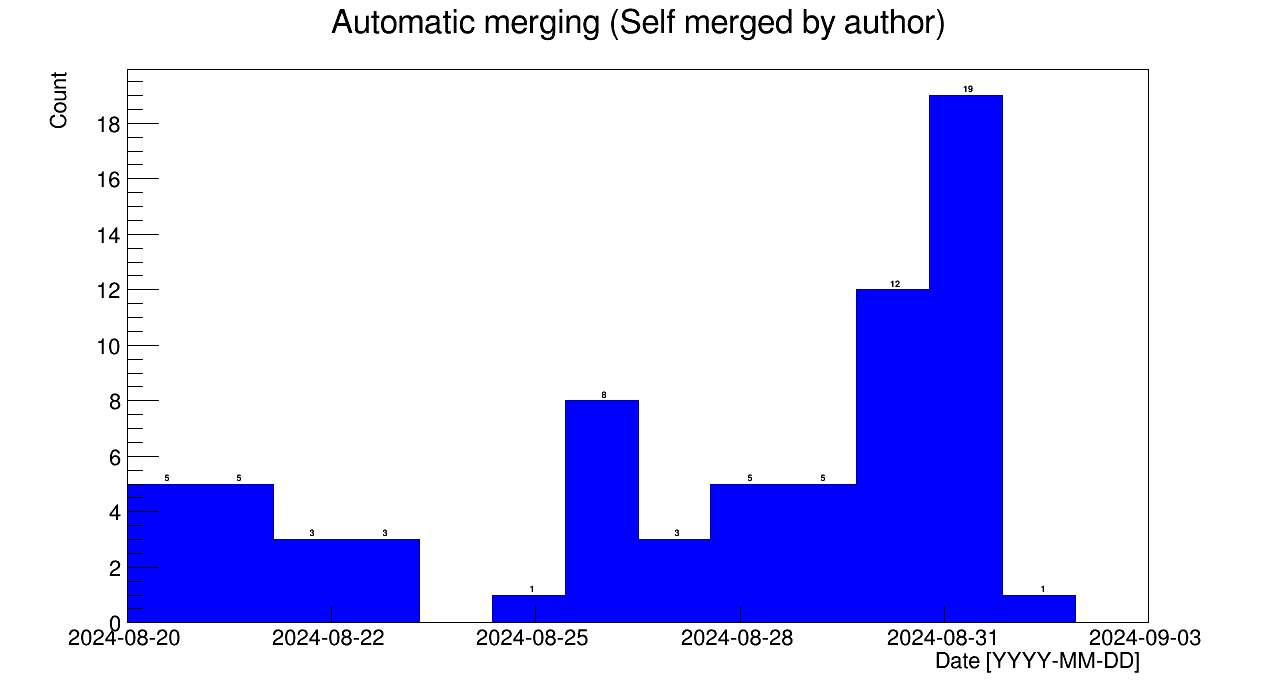 Automatic merging (Self merged by author)
Count
18
16
14
12
10
8
6
4
2
0
5 5 3 3 1 8 3 5 5 12 19 1
2024-08-20 2024-08-22 2024-08-25 2024-08-28 2024-08-31 2024-09-03
Date [YYYY-MM-DD]